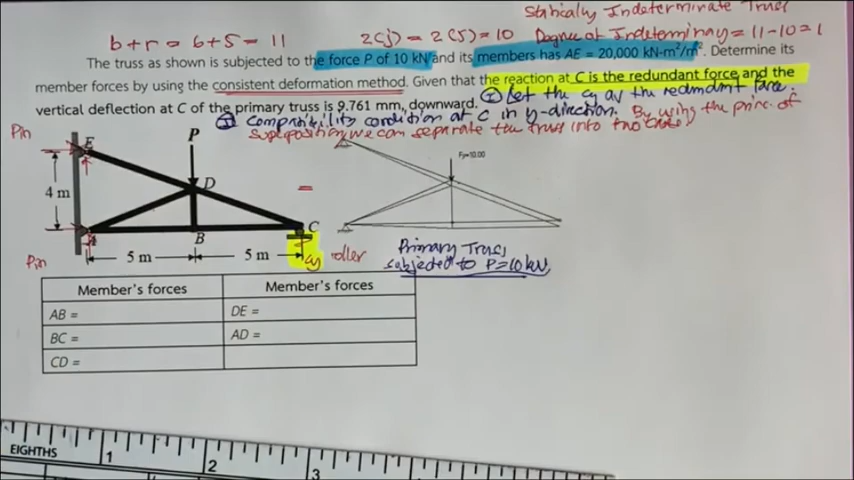 Statically Indeterminate Truss
b+r = 6+5 = 11    2(j) = 2(5) = 10    Degree of Indeterminay = 11-10 = 1
The truss as shown is subjected to the force P of 10 kN and its members has AE = 20,000 kN-m²/m². Determine its
member forces by using the consistent deformation method. Given that the reaction at C is the redundant force and the
vertical deflection at C of the primary truss is 9.761 mm, downward. ① Let the Cy as the redundant force.
② Compatibility condition at C in y-direction. By using the princ. of
superposition we can separate the truss into two cases.
Pin
E
P
D
Fy=10.00
4 m
=
C
A
B
Pin
5 m
5 m
Cy
roller
Primary Truss
subjected to P=10kN
Member's forces
Member's forces
AB =
DE =
BC =
AD =
CD =
EIGHTHS
1
2
3